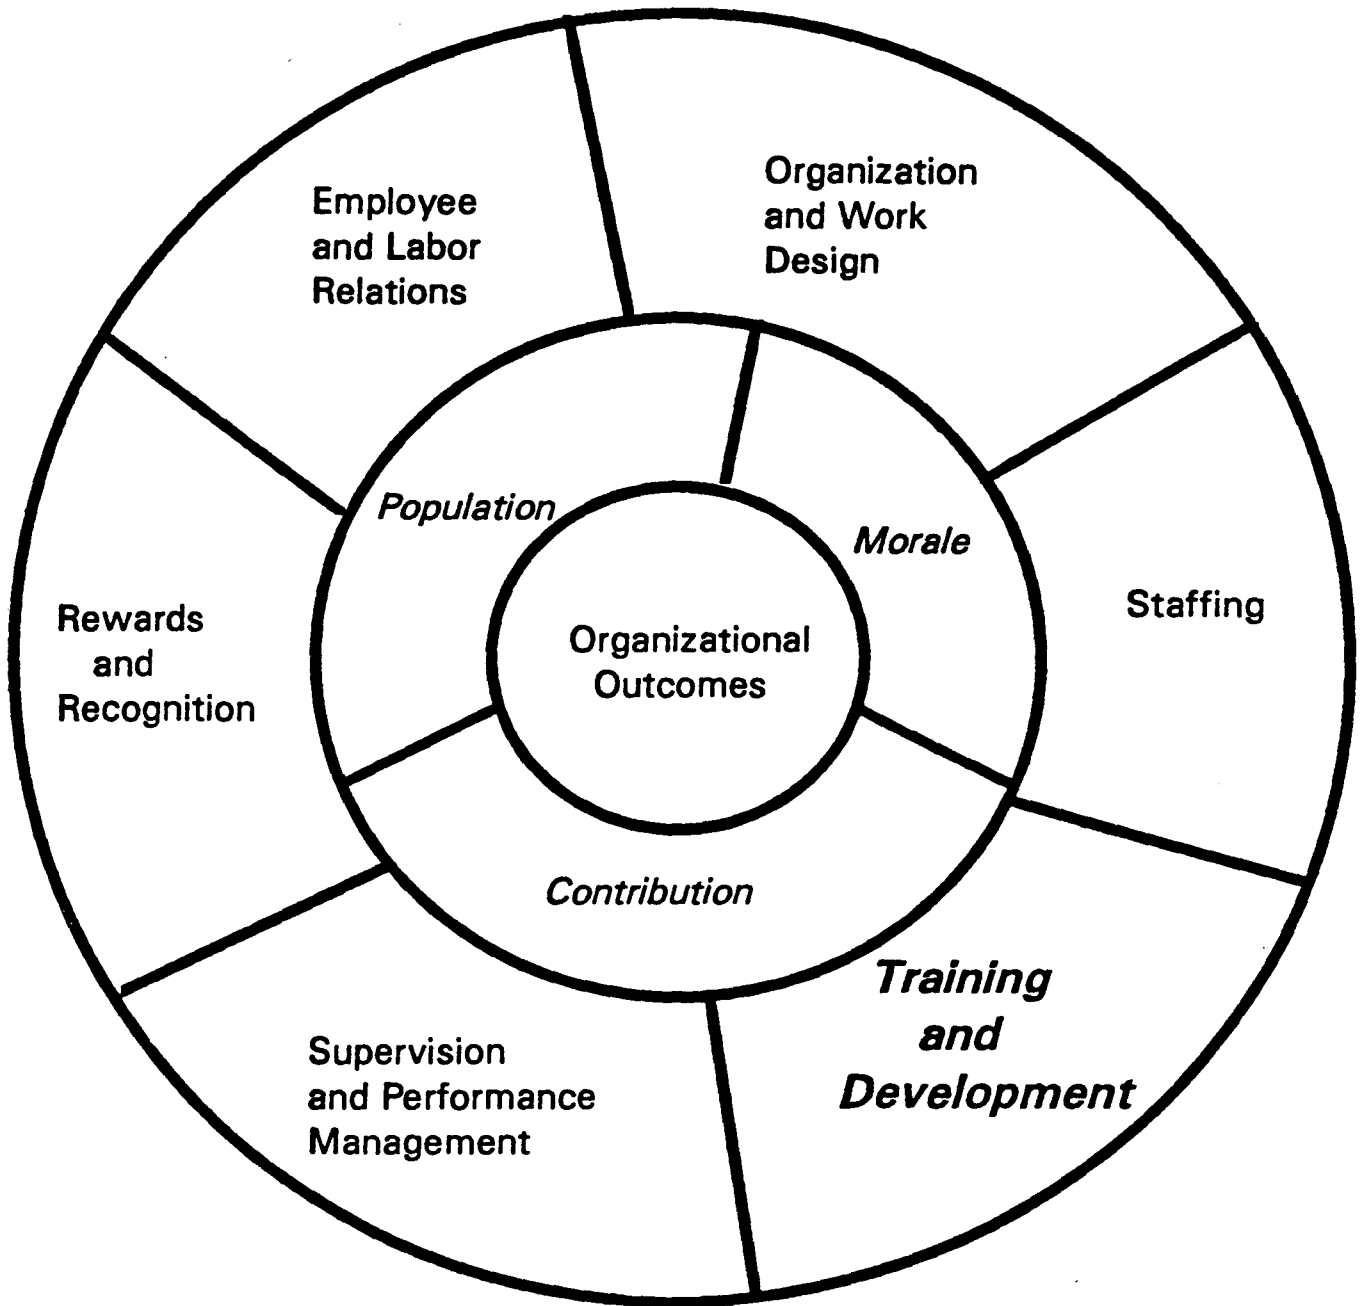 Employee
and Labor
Relations
Organization
and Work
Design
Population
Morale
Staffing
Rewards
and
Recognition
Organizational
Outcomes
Contribution
Training
and
Development
Supervision
and Performance
Management